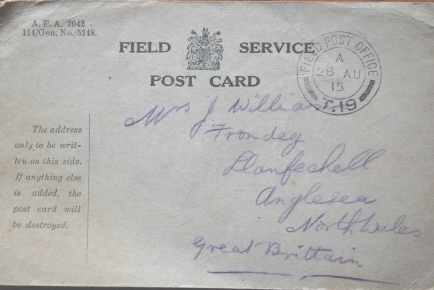 A. F. A. 2042
114/Gen. No./5248.
FIELD SERVICE
POST CARD
FIELD POST OFFICE
A
28 AU
15
T.19
The address
only to be writ-
ten on this side.
If anything else
is added, the
post card will
be destroyed.
Mrs J Williams
Frondeg
Llanfechell
Anglesea
North Wales
Great Brittain